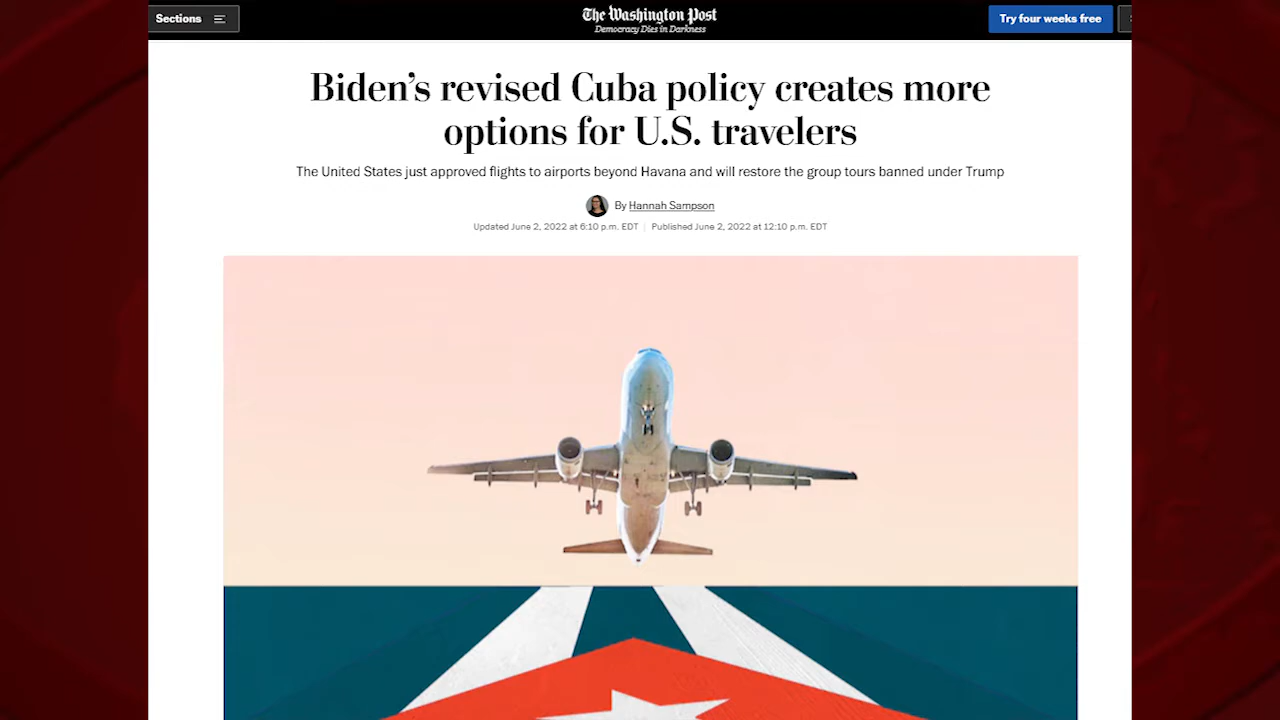 Sections
The Washington Post
Democracy Dies in Darkness
Try four weeks free
Biden's revised Cuba policy creates more
options for U.S. travelers
The United States just approved flights to airports beyond Havana and will restore the group tours banned under Trump
By Hannah Sampson
Updated June 2, 2022 at 6:10 p.m. EDT | Published June 2, 2022 at 12:10 p.m. EDT